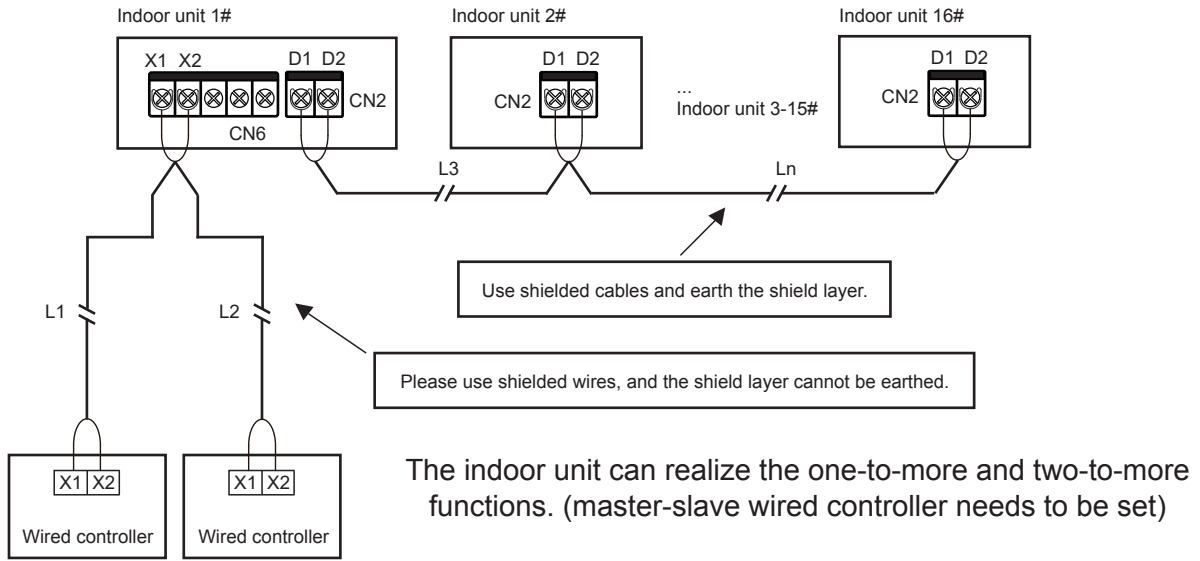 Indoor unit 1#
Indoor unit 2#
Indoor unit 16#
X1 X2
D1 D2
CN2
CN6
D1 D2
CN2
...
Indoor unit 3-15#
D1 D2
CN2
L3
Ln
Use shielded cables and earth the shield layer.
L1
L2
Please use shielded wires, and the shield layer cannot be earthed.
X1 X2
Wired controller
X1 X2
Wired controller
The indoor unit can realize the one-to-more and two-to-more
functions. (master-slave wired controller needs to be set)